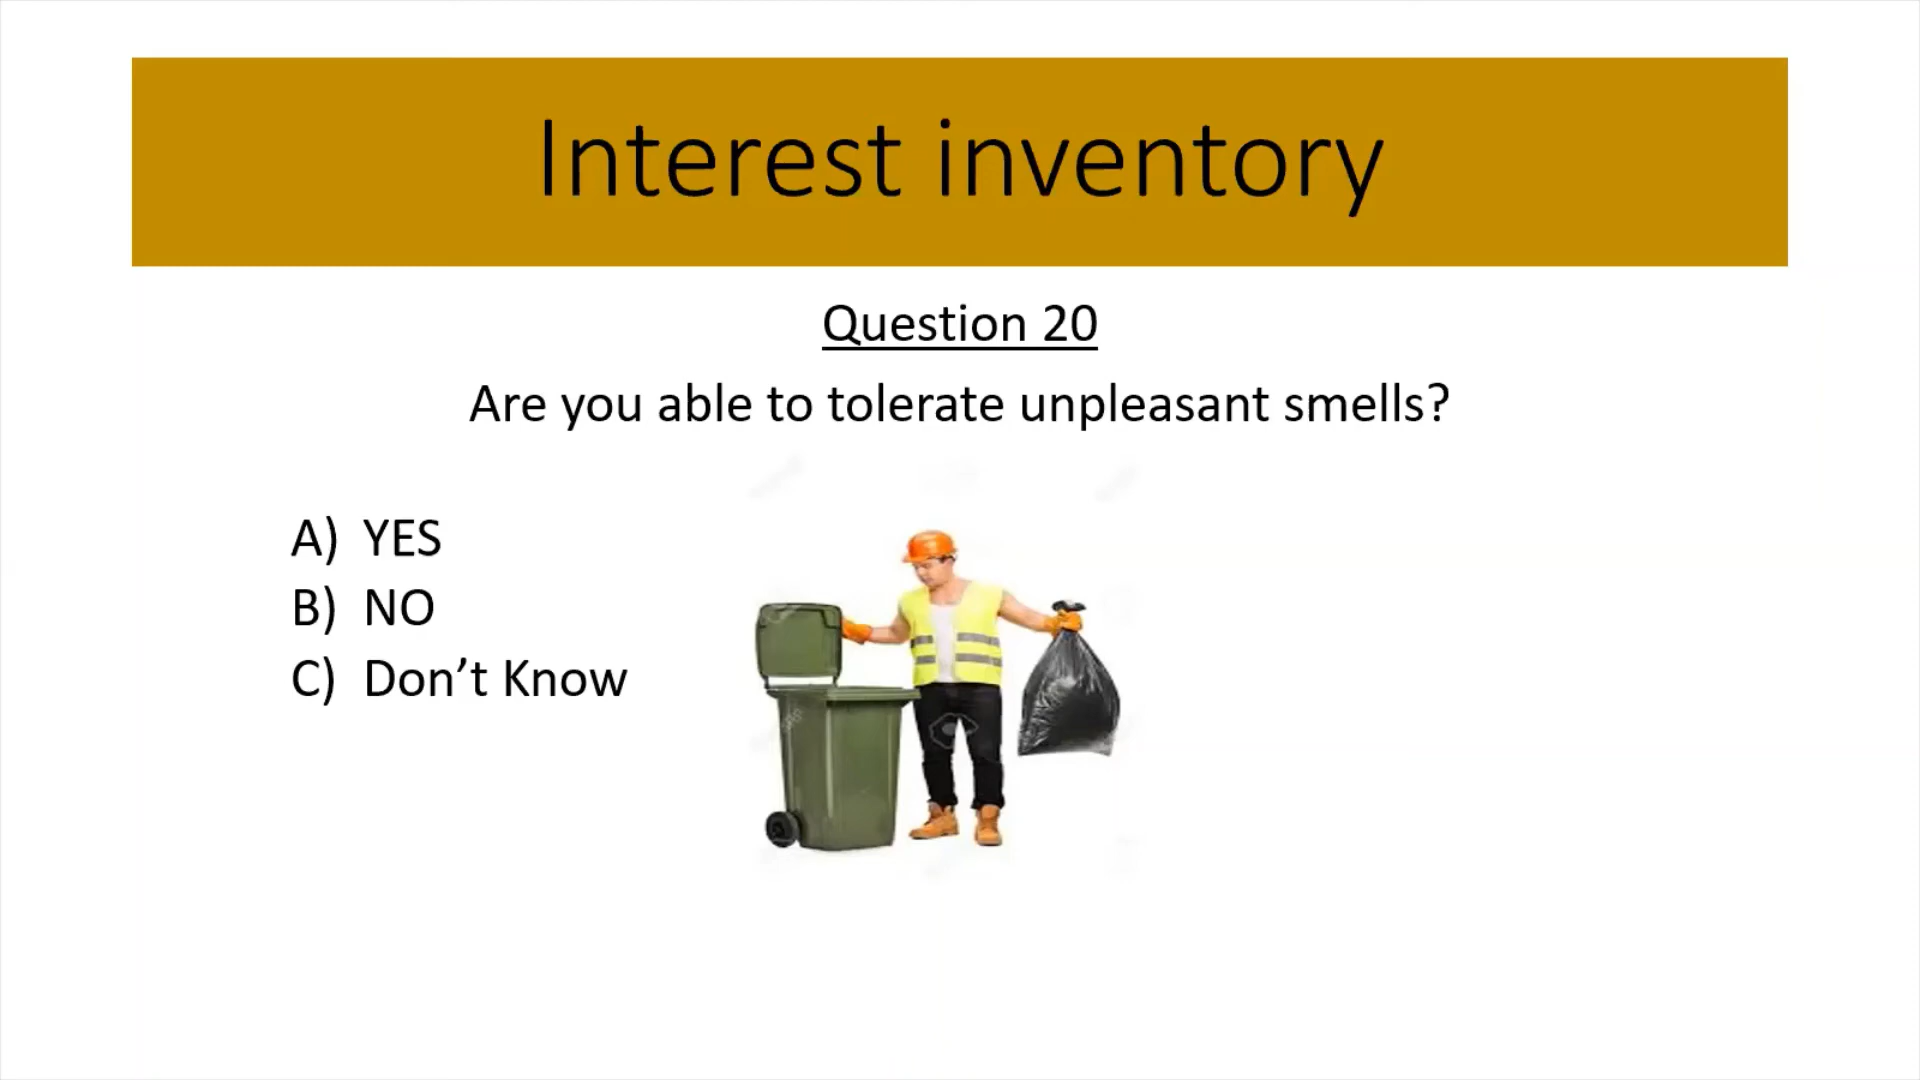 Interest inventory
Question 20
Are you able to tolerate unpleasant smells?
A) YES
B) NO
C) Don’t Know